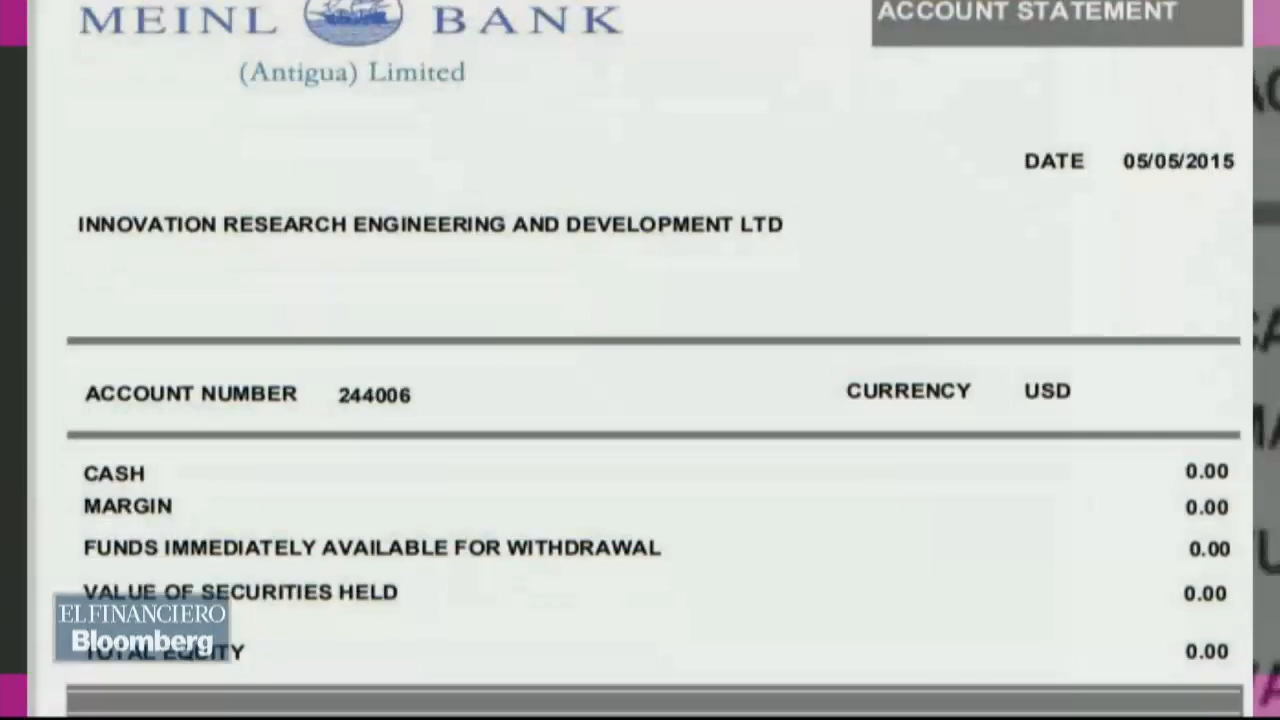 MEINL BANK
ACCOUNT STATEMENT
(Antigua) Limited
DATE 05/05/2015
INNOVATION RESEARCH ENGINEERING AND DEVELOPMENT LTD
ACCOUNT NUMBER 244006 CURRENCY USD
CASH 0.00
MARGIN 0.00
FUNDS IMMEDIATELY AVAILABLE FOR WITHDRAWAL 0.00
VALUE OF SECURITIES HELD 0.00
EL FINANCIERO
Bloomberg
TOTAL EQUITY 0.00